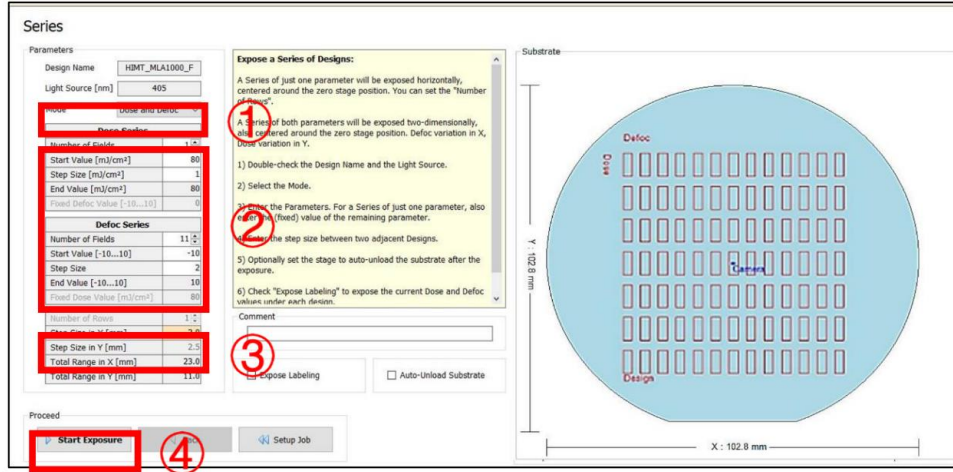 Series
Parameters
Design Name HIMT_MLA1000_F
Light Source [nm] 405
Mode Dose and Defoc
Dose Series
Number of Fields 1
Start Value [mJ/cm²] 80
Step Size [mJ/cm²] 1
End Value [mJ/cm²] 80
Fixed Defoc Value [-10...10] 0
Defoc Series
Number of Fields 11
Start Value [-10...10] -10
Step Size 2
End Value [-10...10] 10
Fixed Dose Value [mJ/cm²] 80
Number of Rows 1
Step Size in X [mm] 2.0
Step Size in Y [mm] 2.5
Total Range in X [mm] 23.0
Total Range in Y [mm] 11.0
Proceed
Start Exposure
Setup Job
① 
②
③
④
Expose a Series of Designs:
A Series of just one parameter will be exposed horizontally,
centered around the zero stage position. You can set the "Number
of Rows".
A Series of both parameters will be exposed two-dimensionally,
also centered around the zero stage position. Defoc variation in X,
Dose variation in Y.
1) Double-check the Design Name and the Light Source.
2) Select the Mode.
3) Enter the Parameters. For a Series of just one parameter, also
enter the (fixed) value of the remaining parameter.
4) Enter the step size between two adjacent Designs.
5) Optionally set the stage to auto-unload the substrate after the
exposure.
6) Check "Expose Labeling" to expose the current Dose and Defoc
values under each design.
Comment
Expose Labeling
Auto-Unload Substrate
Substrate
Defoc
Dose
Camera
Design
Y : 102.8 mm
X : 102.8 mm